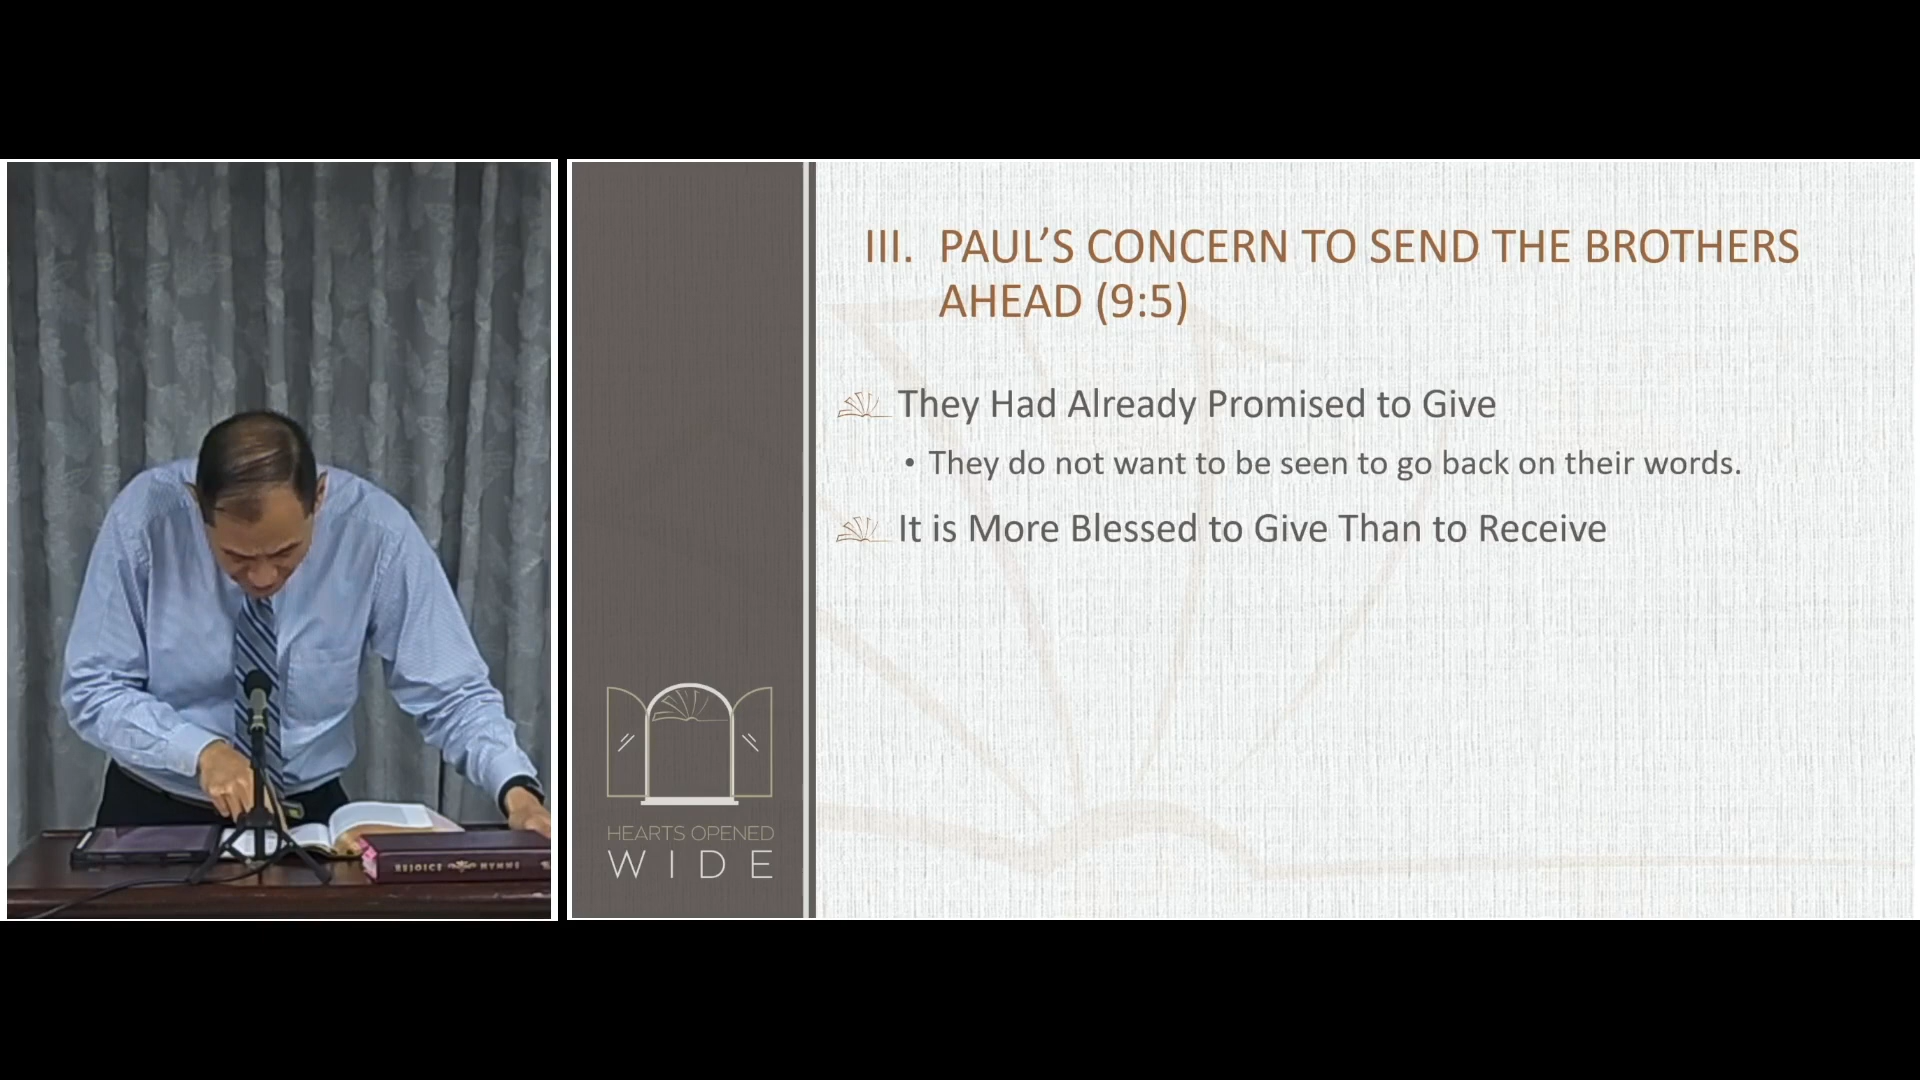 III. PAUL’S CONCERN TO SEND THE BROTHERS
AHEAD (9:5)
They Had Already Promised to Give
• They do not want to be seen to go back on their words.
It is More Blessed to Give Than to Receive
HEARTS OPENED
WIDE
REJOICE HYMNS